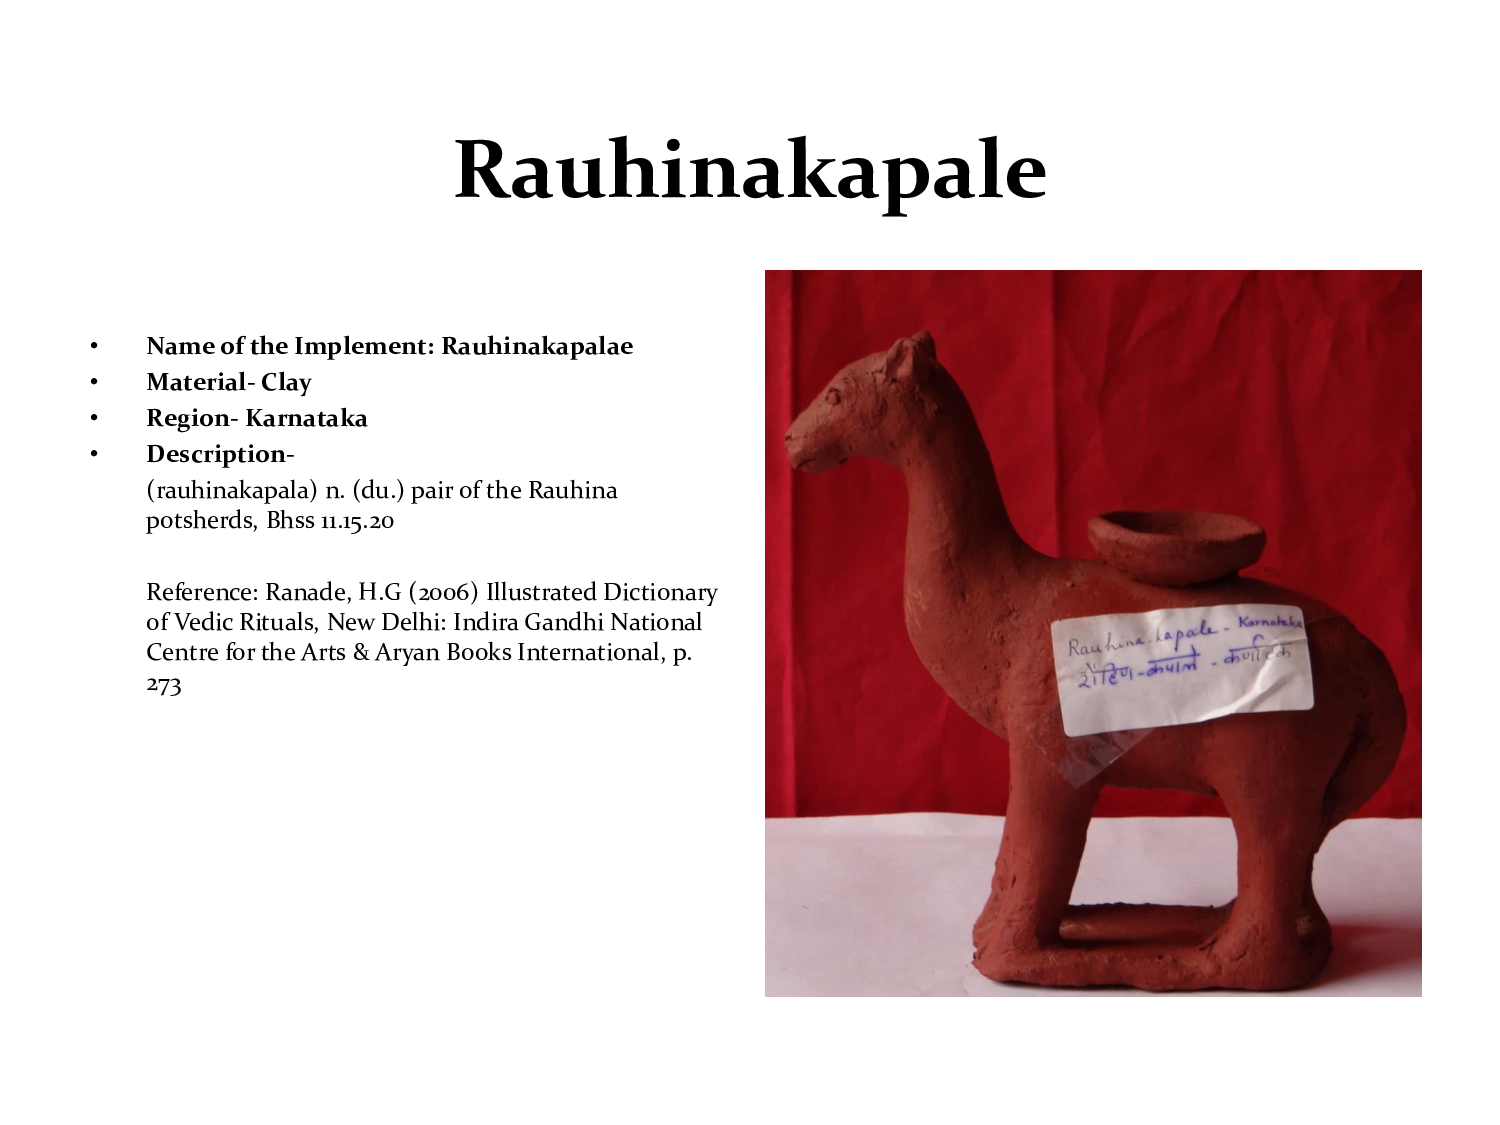 Rauhinakapale
• Name of the Implement: Rauhinakapalae
• Material- Clay
• Region- Karnataka
• Description-
(rauhinakapala) n. (du.) pair of the Rauhina
potsherds, Bhss 11.15.20
Reference: Ranade, H.G (2006) Illustrated Dictionary
of Vedic Rituals, New Delhi: Indira Gandhi National
Centre for the Arts & Aryan Books International, p.
273
Rauhina-kapale - Karnataka
रौहिण-कपाले - कर्णाटक